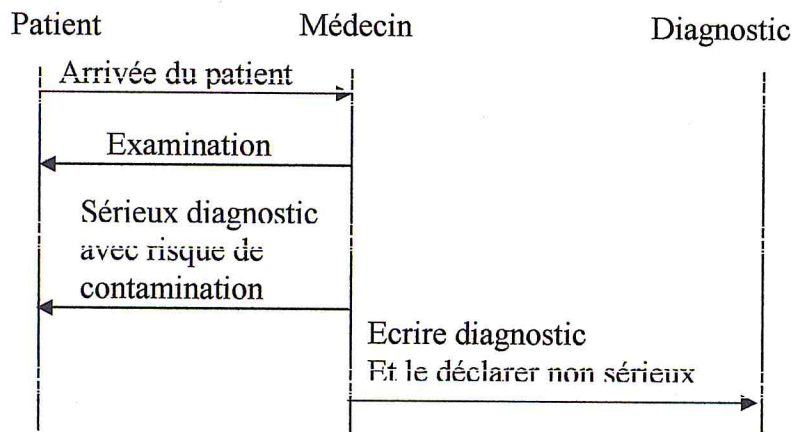 Patient Médecin Diagnostic
Arrivée du patient
Examination
Sérieux diagnostic
avec risque de
contamination
Ecrire diagnostic
Et le déclarer non sérieux